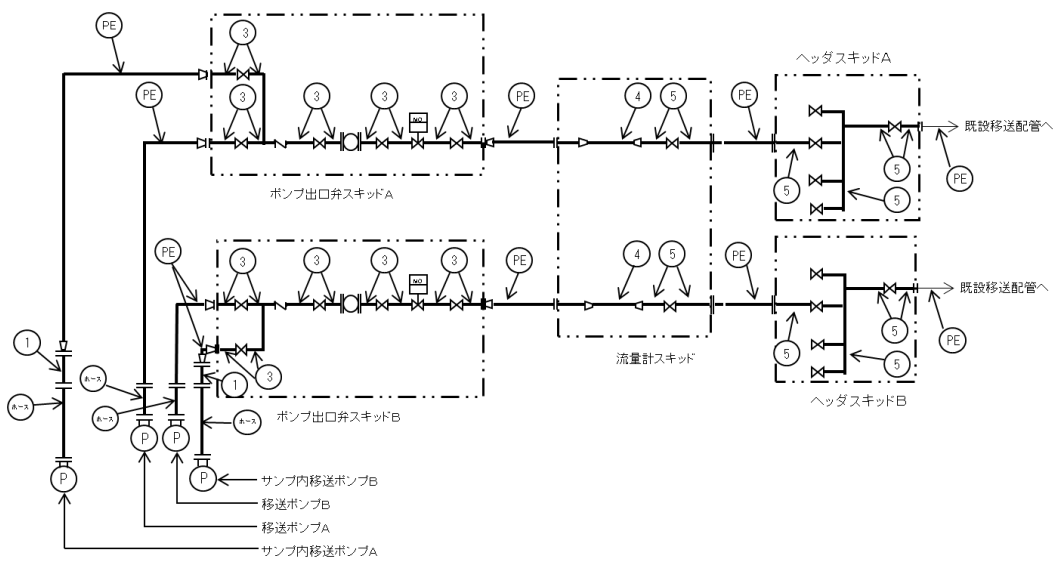 PE
3
ヘッダスキッドA
PE
3
3
3
3
PE
4
5
PE
MO
既設移送配管へ
5
PE
5
5
ポンプ出口弁スキッドA
PE
3
3
3
3
PE
4
5
PE
MO
既設移送配管へ
1
5
PE
5
5
流量計スキッド
3
1
ホース
ホース
ホース
ホース
ヘッダスキッドB
ポンプ出口弁スキッドB
P
P
P
P
サンプ内移送ポンプB
移送ポンプB
移送ポンプA
サンプ内移送ポンプA